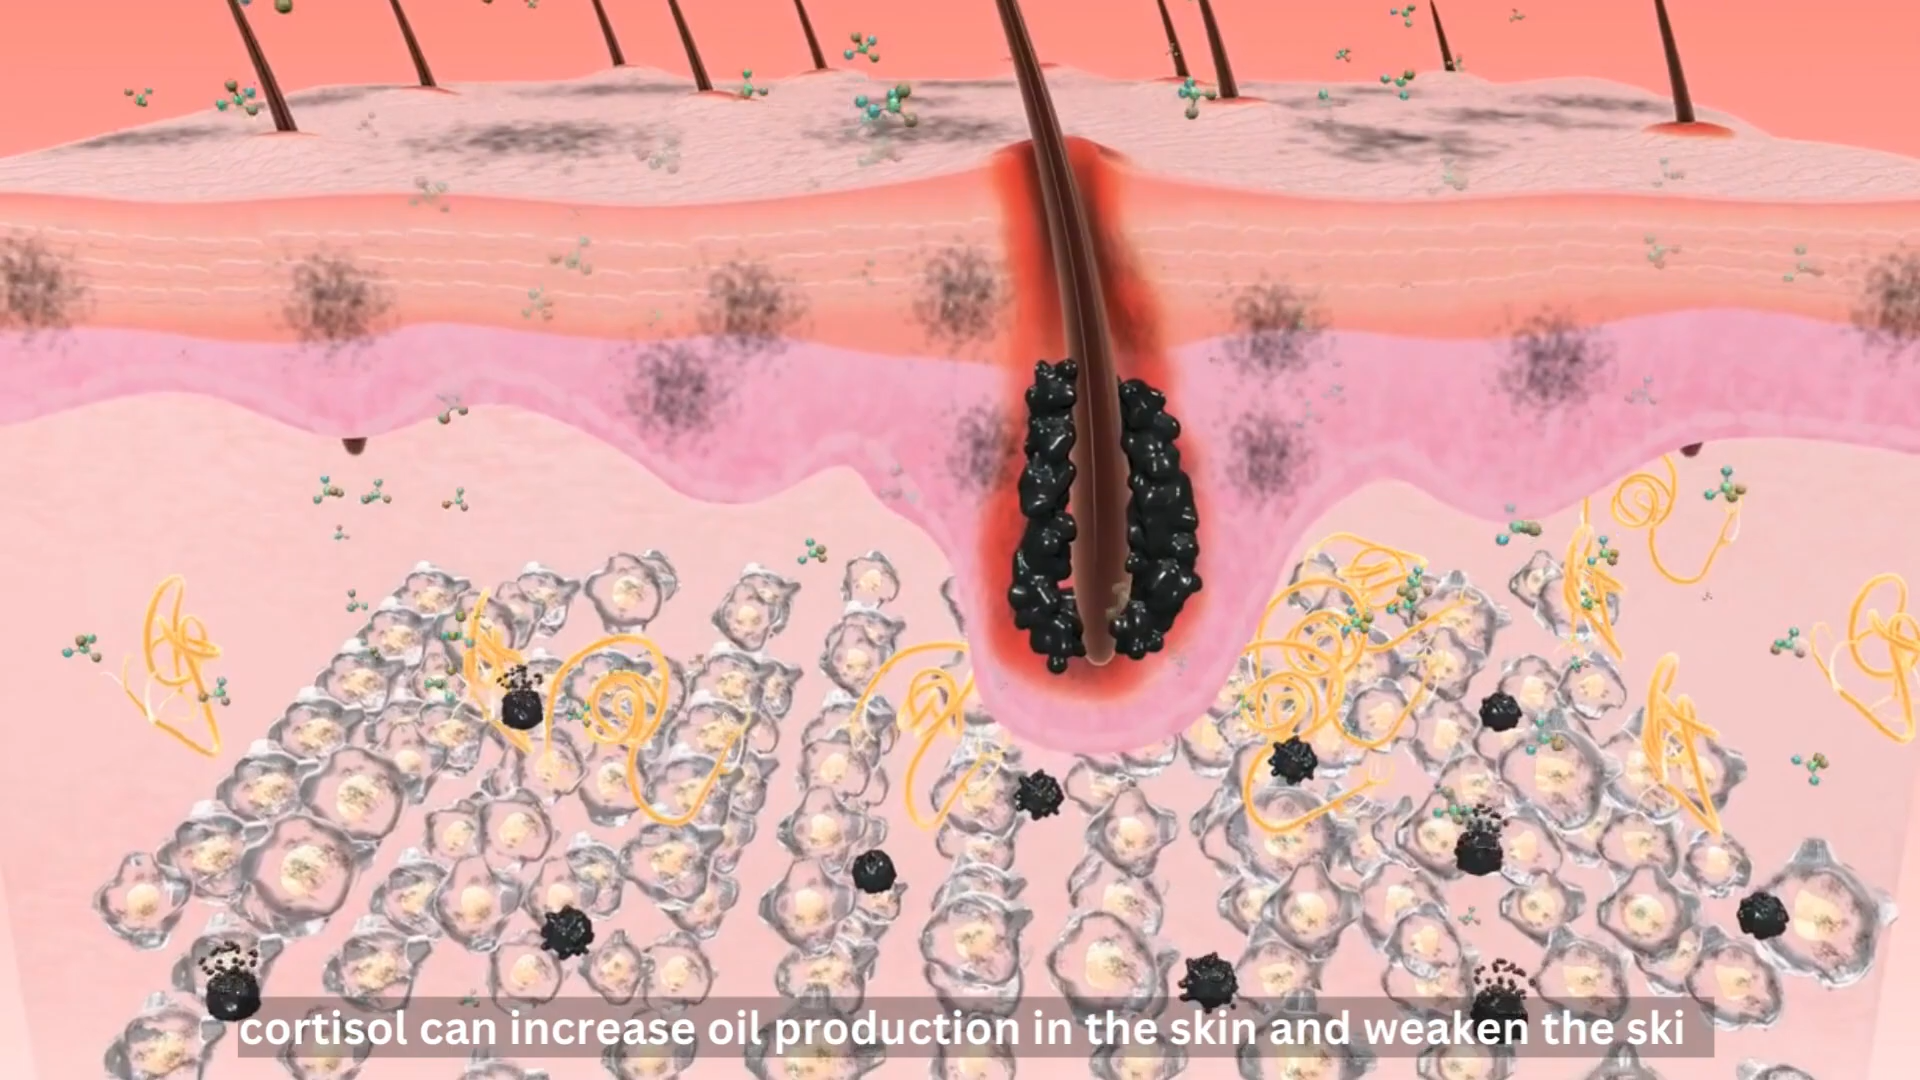 cortisol can increase oil production in the skin and weaken the ski